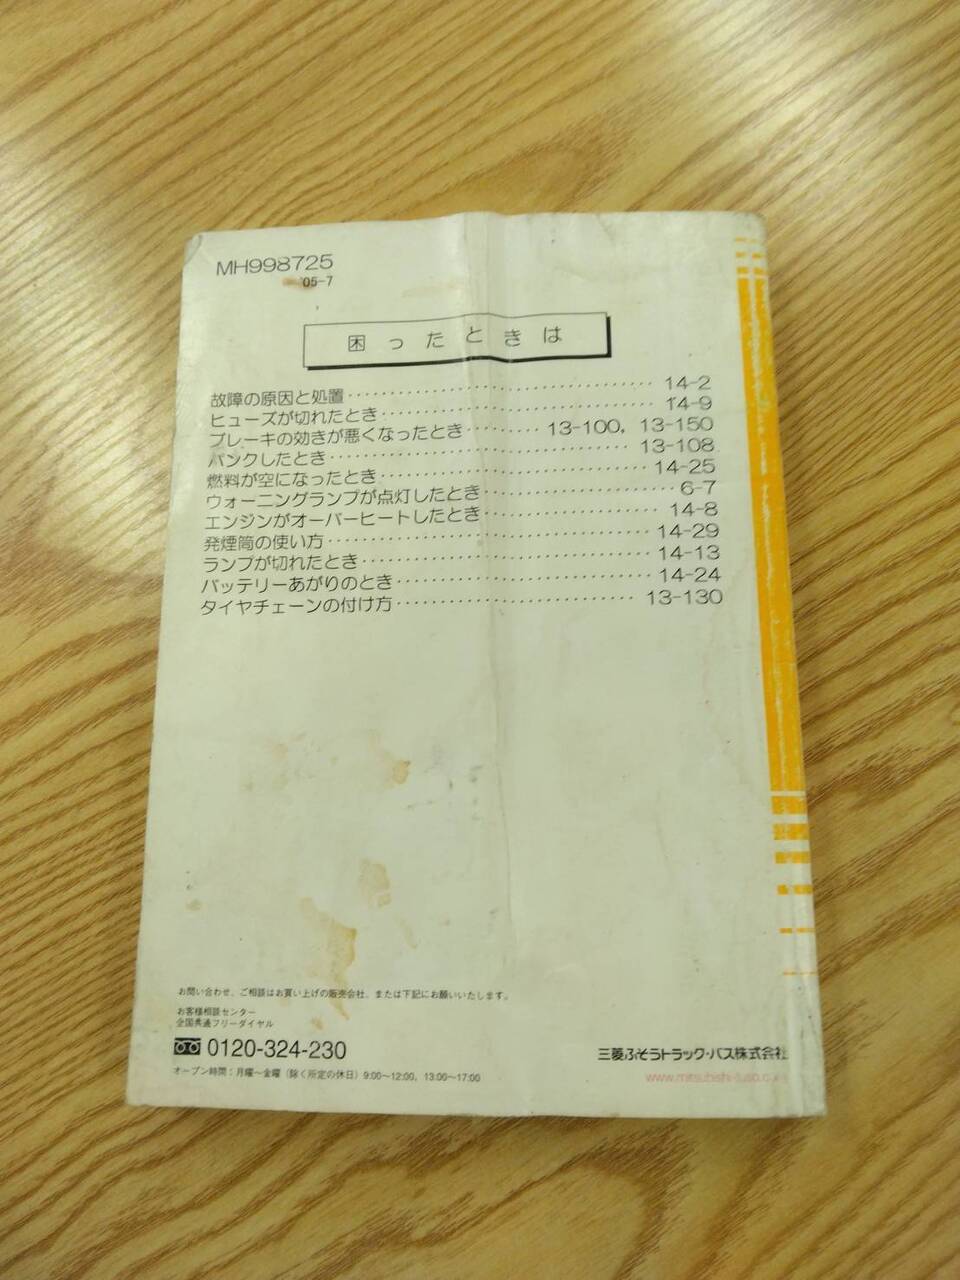 MH998725
'05-7
困ったときは
故障の原因と処置‥‥‥‥‥‥‥‥‥‥ 14-2
ヒューズが切れたとき‥‥‥‥‥‥‥‥‥‥ 14-9
ブレーキの効きが悪くなったとき‥‥‥ 13-100, 13-150
パンクしたとき‥‥‥‥‥‥‥‥‥‥ 13-108
燃料が空になったとき‥‥‥‥‥‥‥‥‥‥ 14-25
ウォーニングランプが点灯したとき‥‥‥‥‥‥‥ 6-7
エンジンがオーバーヒートしたとき‥‥‥‥‥‥ 14-8
発煙筒の使い方‥‥‥‥‥‥‥‥‥‥ 14-29
ランプが切れたとき‥‥‥‥‥‥‥‥‥‥ 14-13
バッテリーあがりのとき‥‥‥‥‥‥‥‥ 14-24
タイヤチェーンの付け方‥‥‥‥‥‥‥‥ 13-130
お問い合わせ、ご相談はお買い上げの販売会社、または下記にお願いいたします。
お客様相談センター
全国共通フリーダイヤル
0120-324-230
オープン時間：月曜～金曜（除く所定の休日）9:00～12:00, 13:00～17:00
三菱ふそうトラック・バス株式会社
www.mitsubishi-fuso.c